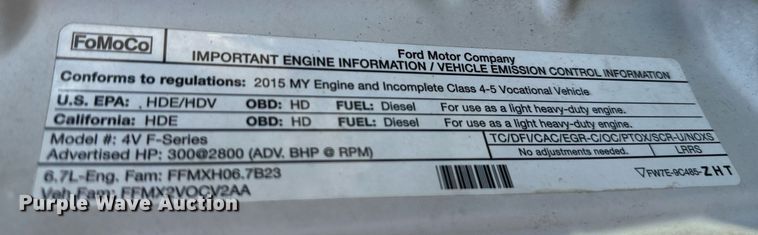 FoMoCo
Ford Motor Company
IMPORTANT ENGINE INFORMATION / VEHICLE EMISSION CONTROL INFORMATION
Conforms to regulations: 2015 MY Engine and Incomplete Class 4-5 Vocational Vehicle
U.S. EPA: HDE/HDV OBD: HD FUEL: Diesel For use as a light heavy-duty engine.
California: HDE OBD: HD FUEL: Diesel For use as a light heavy-duty engine.
Model #: 4V F-Series TC/DFI/CAC/EGR-C/OC/PTOX/SCR-U/NOXS
Advertised HP: 300@2800 (ADV. BHP @ RPM) No adjustments needed. LRRS
6.7L-Eng. Fam: FFMXH06.7B23 FW7E-9C485-ZHT
Veh Fam: FFMX2VOCV2AA
Purple Wave Auction
Purple Wave Auction